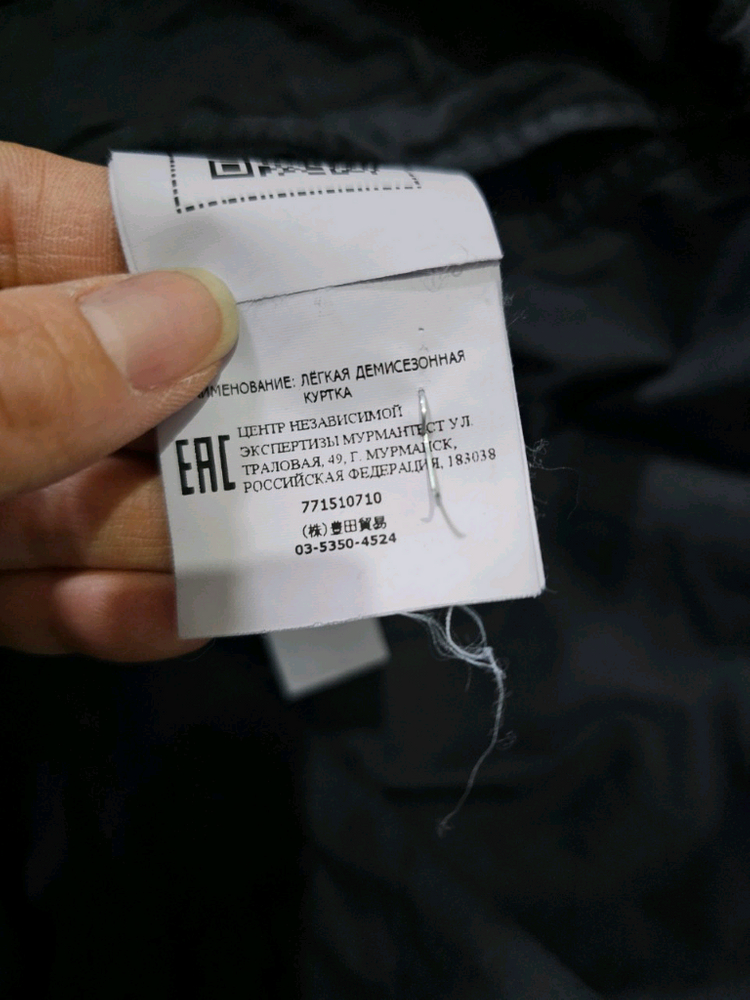 ИМЕНОВАНИЕ: ЛЁГКАЯ ДЕМИСЕЗОННАЯ
КУРТКА
EAC
ЦЕНТР НЕЗАВИСИМОЙ
ЭКСПЕРТИЗЫ МУРМАНТЕСТ УЛ.
ТРАЛОВАЯ, 49, Г. МУРМАНСК,
РОССИЙСКАЯ ФЕДЕРАЦИЯ, 183038
771510710
(株)豊田貿易
03-5350-4524